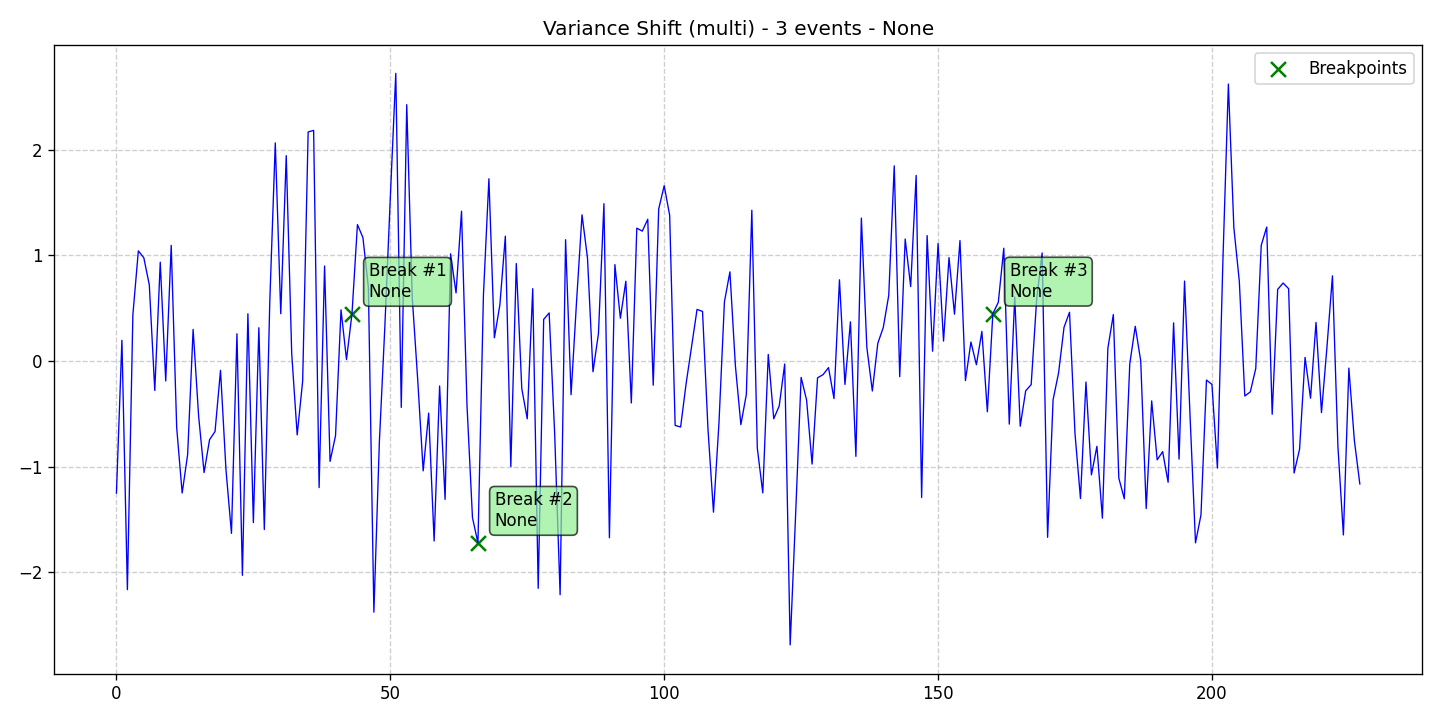 Variance Shift (multi) - 3 events - None
Breakpoints
Break #1
None
Break #3
None
Break #2
None
2
1
0
−1
−2
0
50
100
150
200